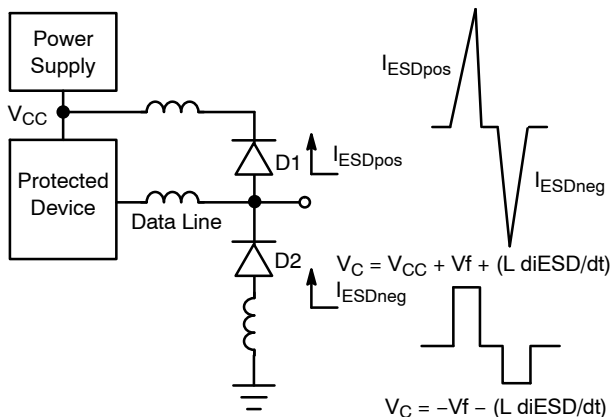 Power
Supply
V_CC
Protected
Device
Data Line
D1
I_ESDpos
D2
I_ESDneg
I_ESDpos
I_ESDneg
V_C = V_CC + Vf + (L diESD/dt)
V_C = −Vf − (L diESD/dt)